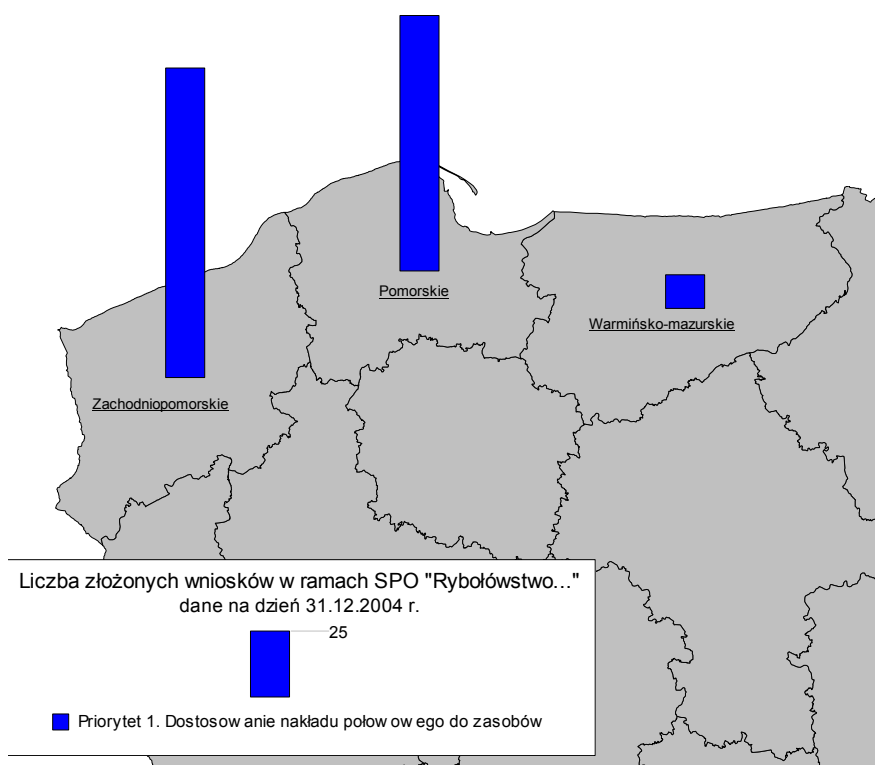 Pomorskie
Warmińsko-mazurskie
Zachodniopomorskie
Liczba złożonych wniosków w ramach SPO "Rybołówstwo..."
dane na dzień 31.12.2004 r.
25
Priorytet 1. Dostosow anie nakładu połow ow ego do zasobów